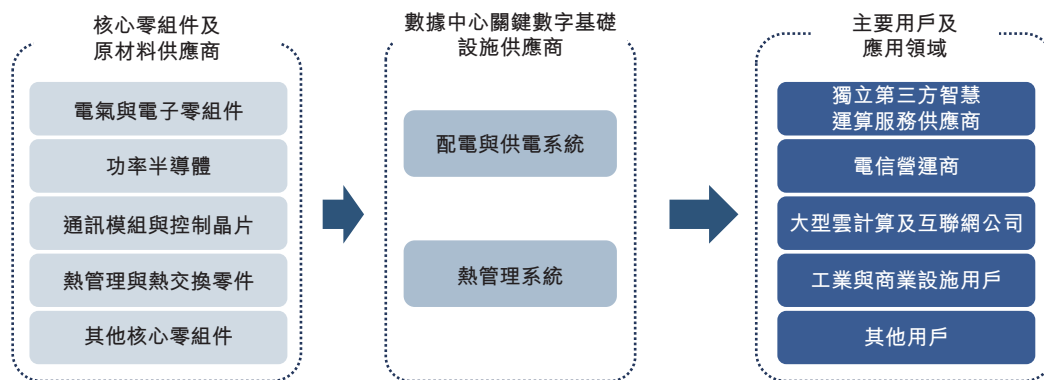 核心零組件及
原材料供應商
電氣與電子零組件
功率半導體
通訊模組與控制晶片
熱管理與熱交換零件
其他核心零組件
數據中心關鍵數字基礎
設施供應商
配電與供電系統
熱管理系統
主要用戶及
應用領域
獨立第三方智慧
運算服務供應商
電信營運商
大型雲計算及互聯網公司
工業與商業設施用戶
其他用戶